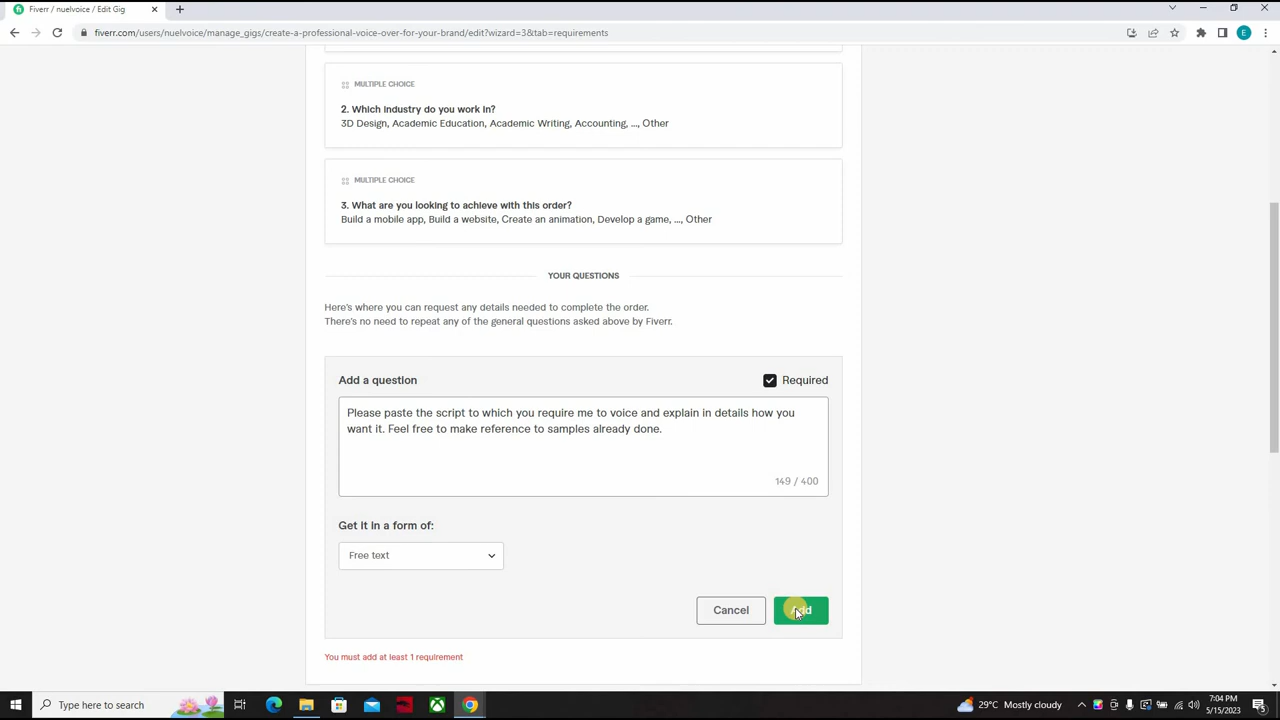 Fiverr / nuelvoice / Edit Gig
fiverr.com/users/nuelvoice/manage_gigs/create-a-professional-voice-over-for-your-brand/edit?wizard=3&tab=requirements
E
MULTIPLE CHOICE
2. Which industry do you work in?
3D Design, Academic Education, Academic Writing, Accounting, ..., Other
MULTIPLE CHOICE
3. What are you looking to achieve with this order?
Build a mobile app, Build a website, Create an animation, Develop a game, ..., Other
YOUR QUESTIONS
Here's where you can request any details needed to complete the order.
There's no need to repeat any of the general questions asked above by Fiverr.
Add a question
Required
Please paste the script to which you require me to voice and explain in details how you
want it. Feel free to make reference to samples already done.
149 / 400
Get it in a form of:
Free text
Cancel
Add
You must add at least 1 requirement
Type here to search
29°C Mostly cloudy
7:04 PM
5/15/2023